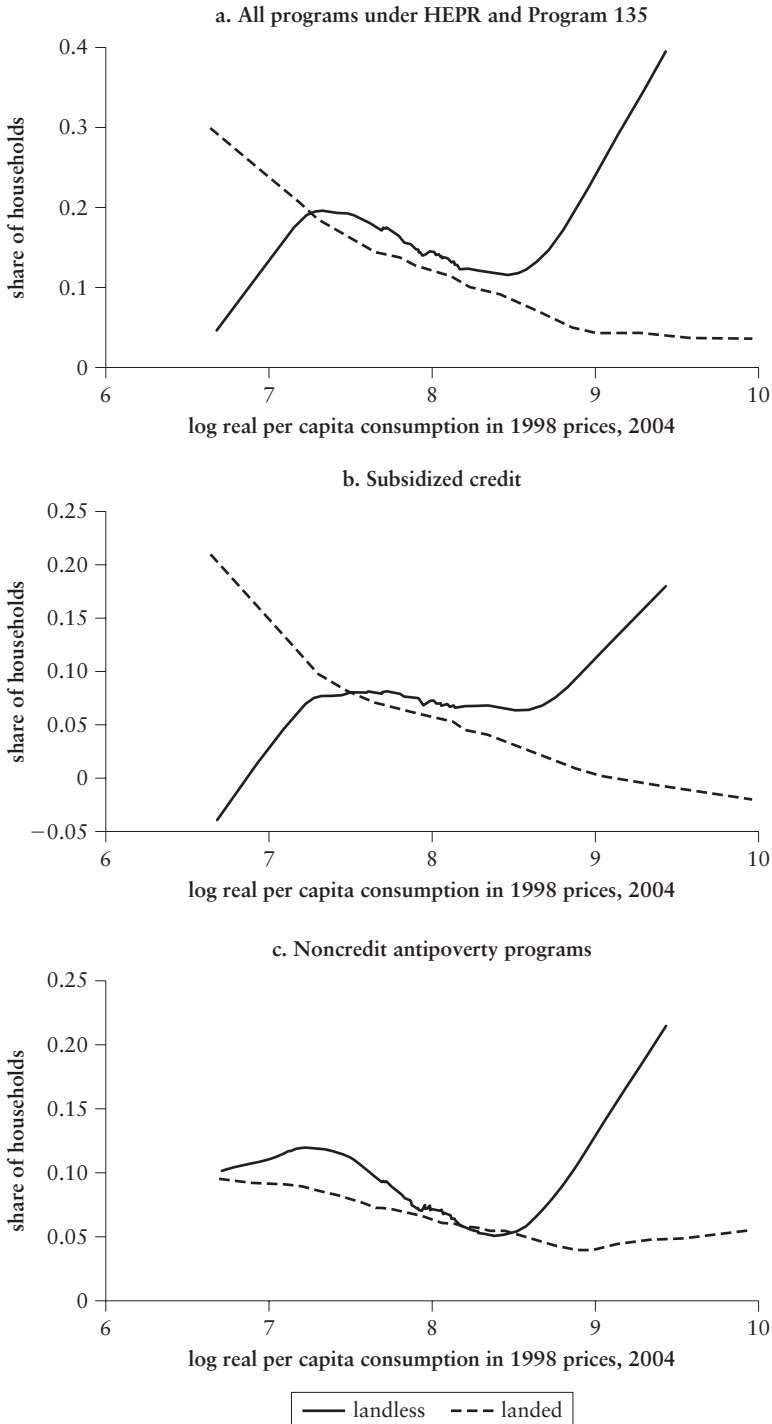 a. All programs under HEPR and Program 135
0.4
0.3
0.2
0.1
0
share of households
6 7 8 9 10
log real per capita consumption in 1998 prices, 2004
b. Subsidized credit
0.25
0.20
0.15
0.10
0.05
0
−0.05
share of households
6 7 8 9 10
log real per capita consumption in 1998 prices, 2004
c. Noncredit antipoverty programs
0.25
0.20
0.15
0.10
0.05
0
share of households
6 7 8 9 10
log real per capita consumption in 1998 prices, 2004
landless landed